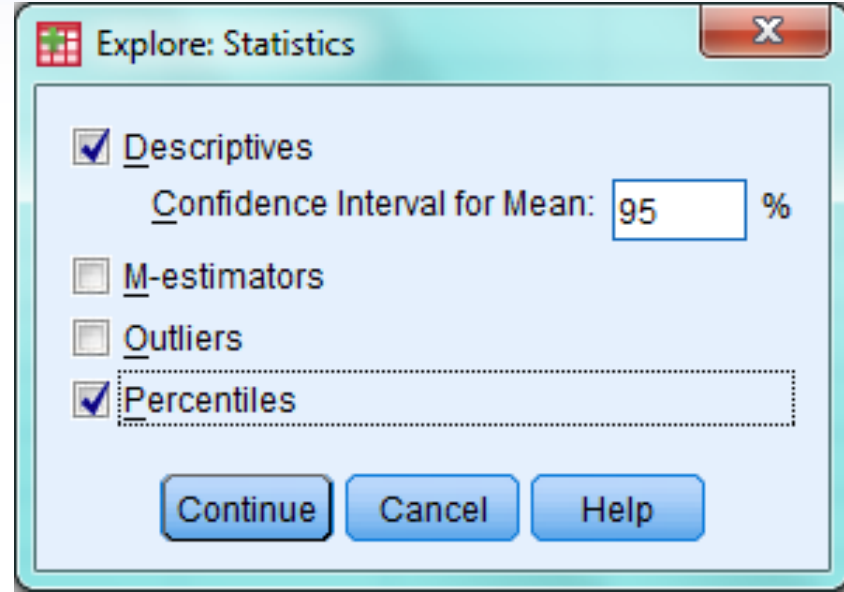 Explore: Statistics
Descriptives
Confidence Interval for Mean: 95 %
M-estimators
Outliers
Percentiles
Continue Cancel Help